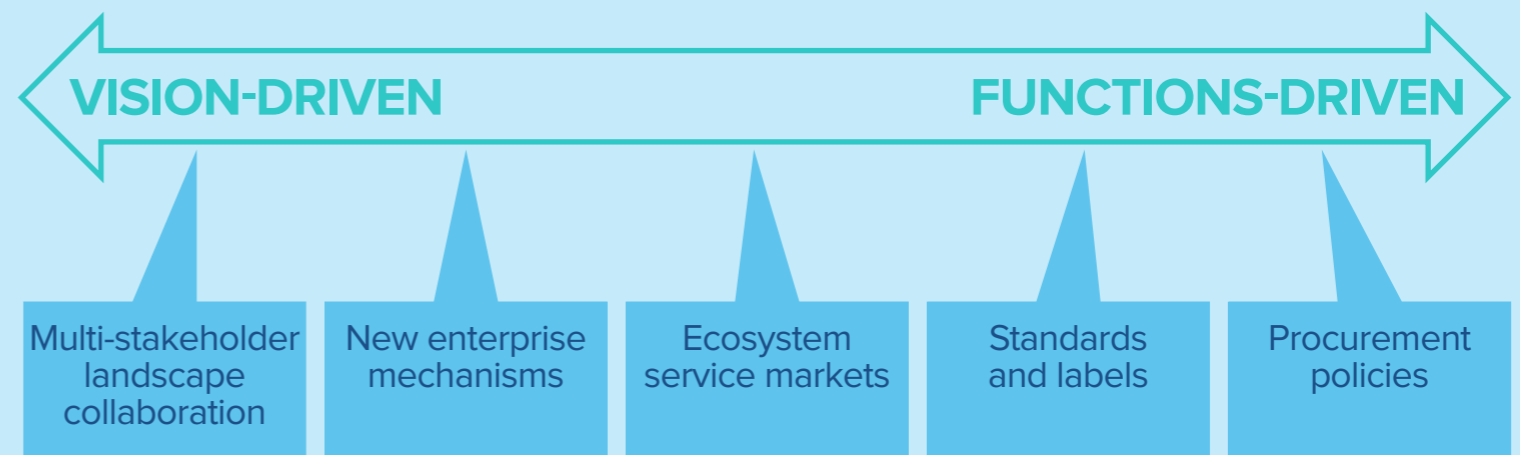 VISION-DRIVEN
FUNCTIONS-DRIVEN
Multi-stakeholder
landscape
collaboration
New enterprise
mechanisms
Ecosystem
service markets
Standards
and labels
Procurement
policies